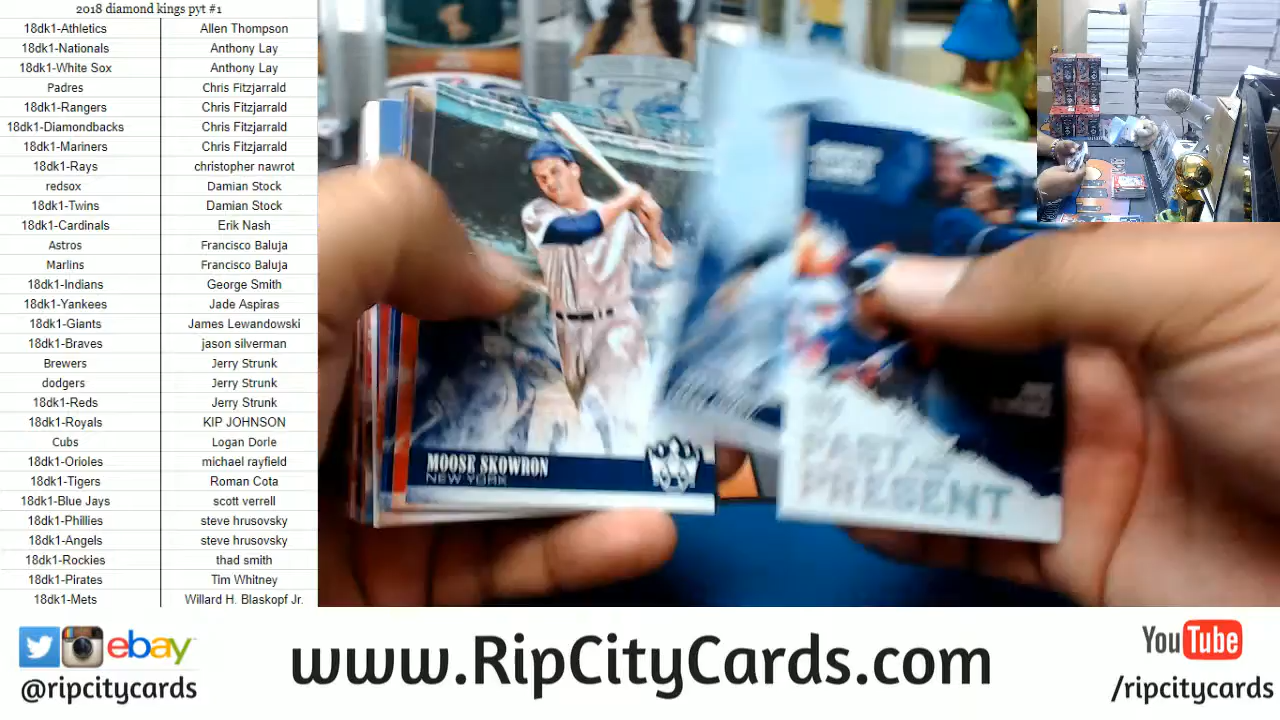 2018 diamond kings pyt #1
18dk1-Athletics Allen Thompson
18dk1-Nationals Anthony Lay
18dk1-White Sox Anthony Lay
Padres Chris Fitzjarrald
18dk1-Rangers Chris Fitzjarrald
18dk1-Diamondbacks Chris Fitzjarrald
18dk1-Mariners Chris Fitzjarrald
18dk1-Rays christopher nawrot
redsox Damian Stock
18dk1-Twins Damian Stock
18dk1-Cardinals Erik Nash
Astros Francisco Baluja
Marlins Francisco Baluja
18dk1-Indians George Smith
18dk1-Yankees Jade Aspiras
18dk1-Giants James Lewandowski
18dk1-Braves jason silverman
Brewers Jerry Strunk
dodgers Jerry Strunk
18dk1-Reds Jerry Strunk
18dk1-Royals KIP JOHNSON
Cubs Logan Dorle
18dk1-Orioles michael rayfield
18dk1-Tigers Roman Cota
18dk1-Blue Jays scott verrell
18dk1-Phillies steve hrusovsky
18dk1-Angels steve hrusovsky
18dk1-Rockies thad smith
18dk1-Pirates Tim Whitney
18dk1-Mets Willard H. Blaskopf Jr.
MOOSE SKOWRON
NEW YORK
PAST
PRESENT
ebay
@ripcitycards
www.RipCityCards.com
YouTube
/ripcitycards